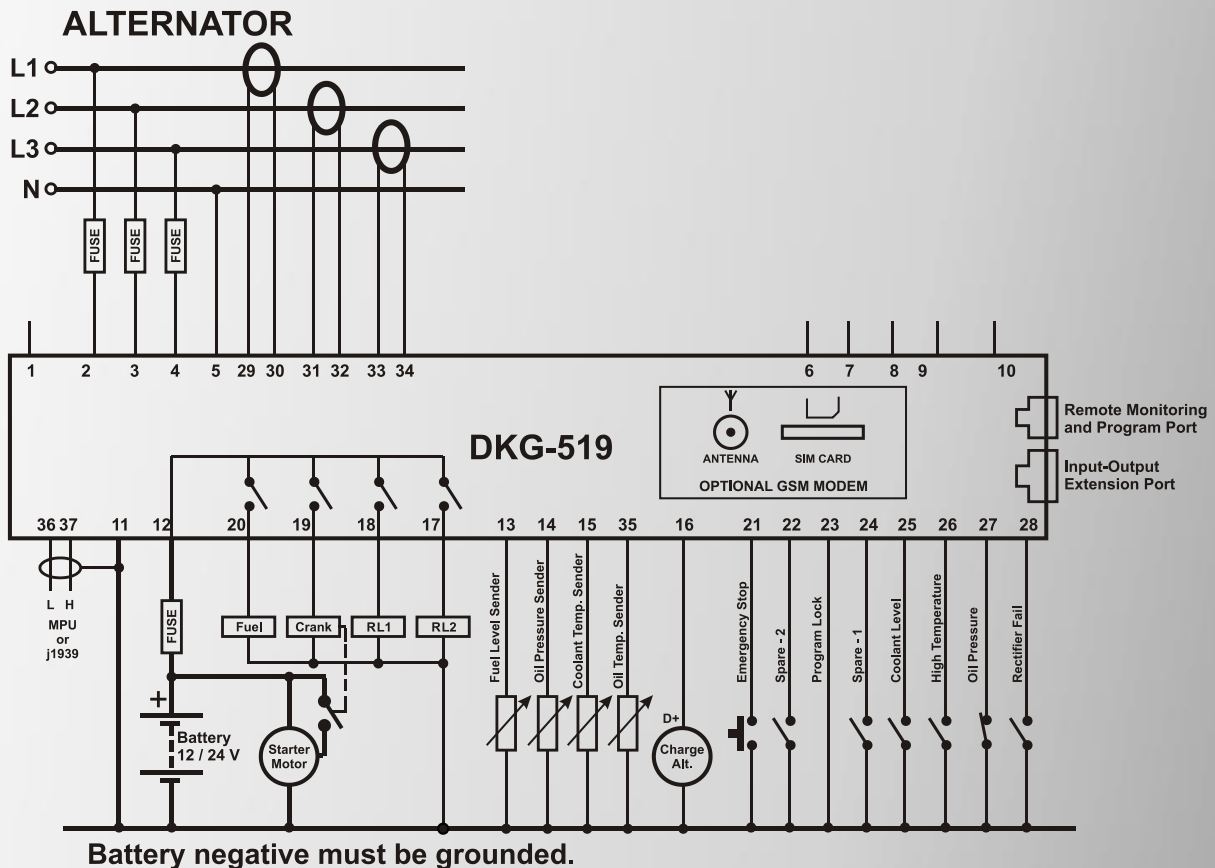 ALTERNATOR
L1
L2
L3
N
FUSE
FUSE
FUSE
1 2 3 4 5 29 30 31 32 33 34 6 7 8 9 10
DKG-519
ANTENNA
SIM CARD
OPTIONAL GSM MODEM
Remote Monitoring
and Program Port
Input-Output
Extension Port
36 37 11 12 20 19 18 17 13 14 15 35 16 21 22 23 24 25 26 27 28
L H
MPU
or
j1939
FUSE
Fuel
Crank
RL1
RL2
Fuel Level Sender
Oil Pressure Sender
Coolant Temp. Sender
Oil Temp. Sender
Emergency Stop
Spare - 2
Program Lock
Spare - 1
Coolant Level
High Temperature
Oil Pressure
Rectifier Fail
+
Battery
12 / 24 V
Starter
Motor
D+
Charge
Alt.
Battery negative must be grounded.